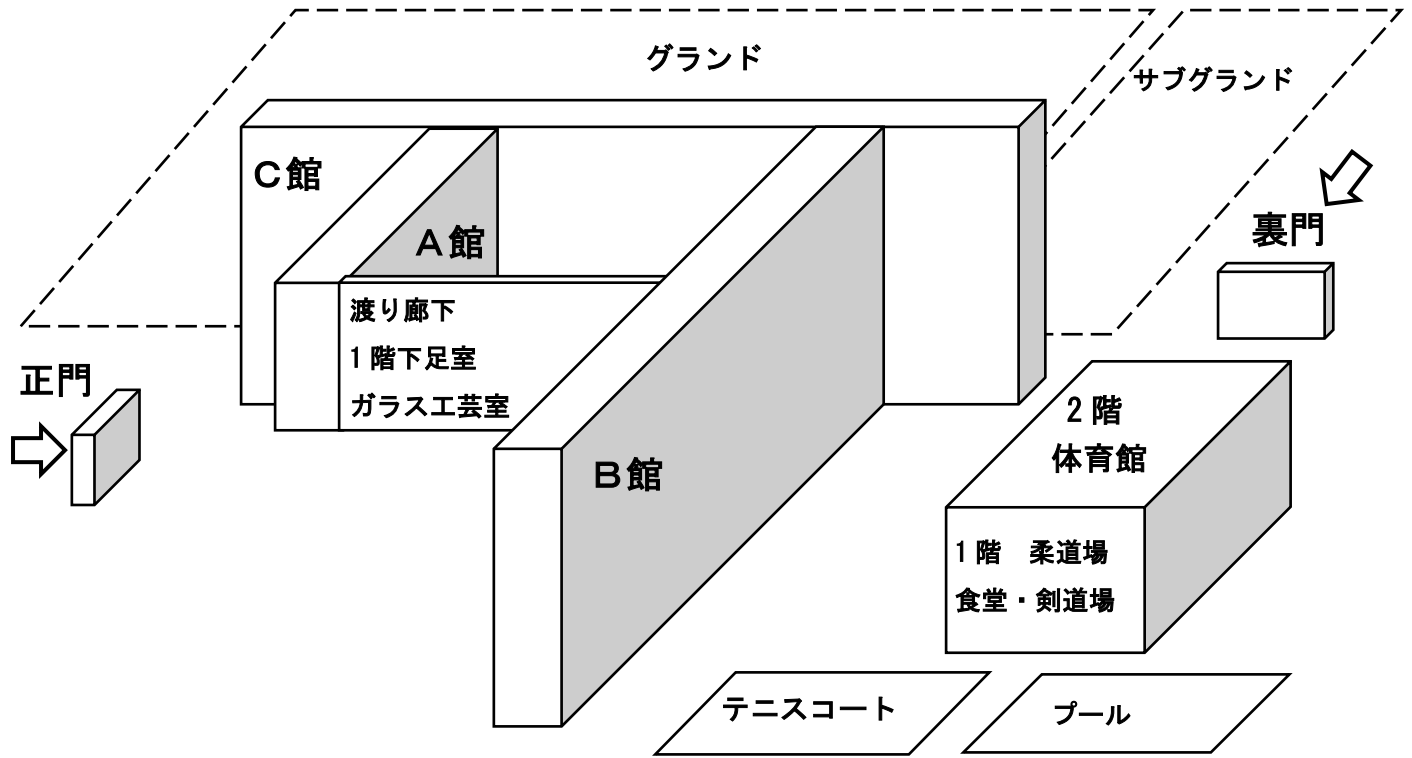 グランド
サブグランド
C館
A館
裏門
渡り廊下
1階下足室
ガラス工芸室
正門
2階
体育館
B館
1階　柔道場
食堂・剣道場
テニスコート
プール